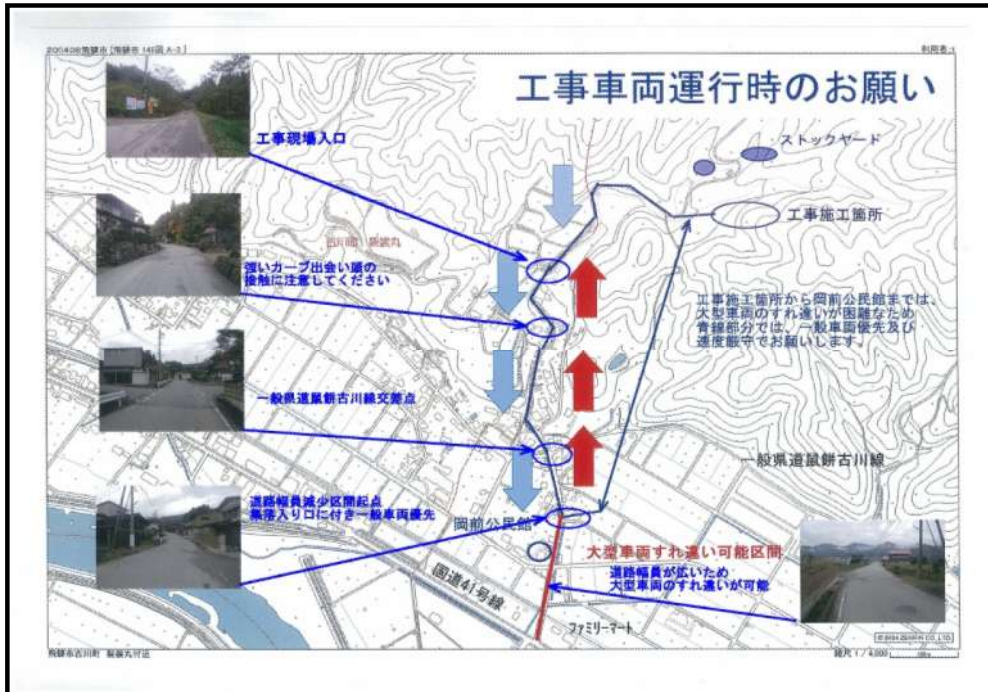 利用者:1
工事車両運行時のお願い
ストックヤード
工事現場入口
工事施工箇所
強いカーブ出会い頭の
接触に注意してください
工事施工箇所から岡前公民館までは、
大型車両のすれ違いが困難なため
青線部分では、一般車両優先及び
速度厳守でお願いします。
一般県道鼠餅古川線交差点
一般県道鼠餅古川線
道路幅員減少区間起点
集落入り口に付き一般車両優先
岡前公民館
大型車両すれ違い可能区間
道路幅員が広いため
大型車両のすれ違いが可能
国道41号線
ファミリーマート
縮尺 1 / 4,000